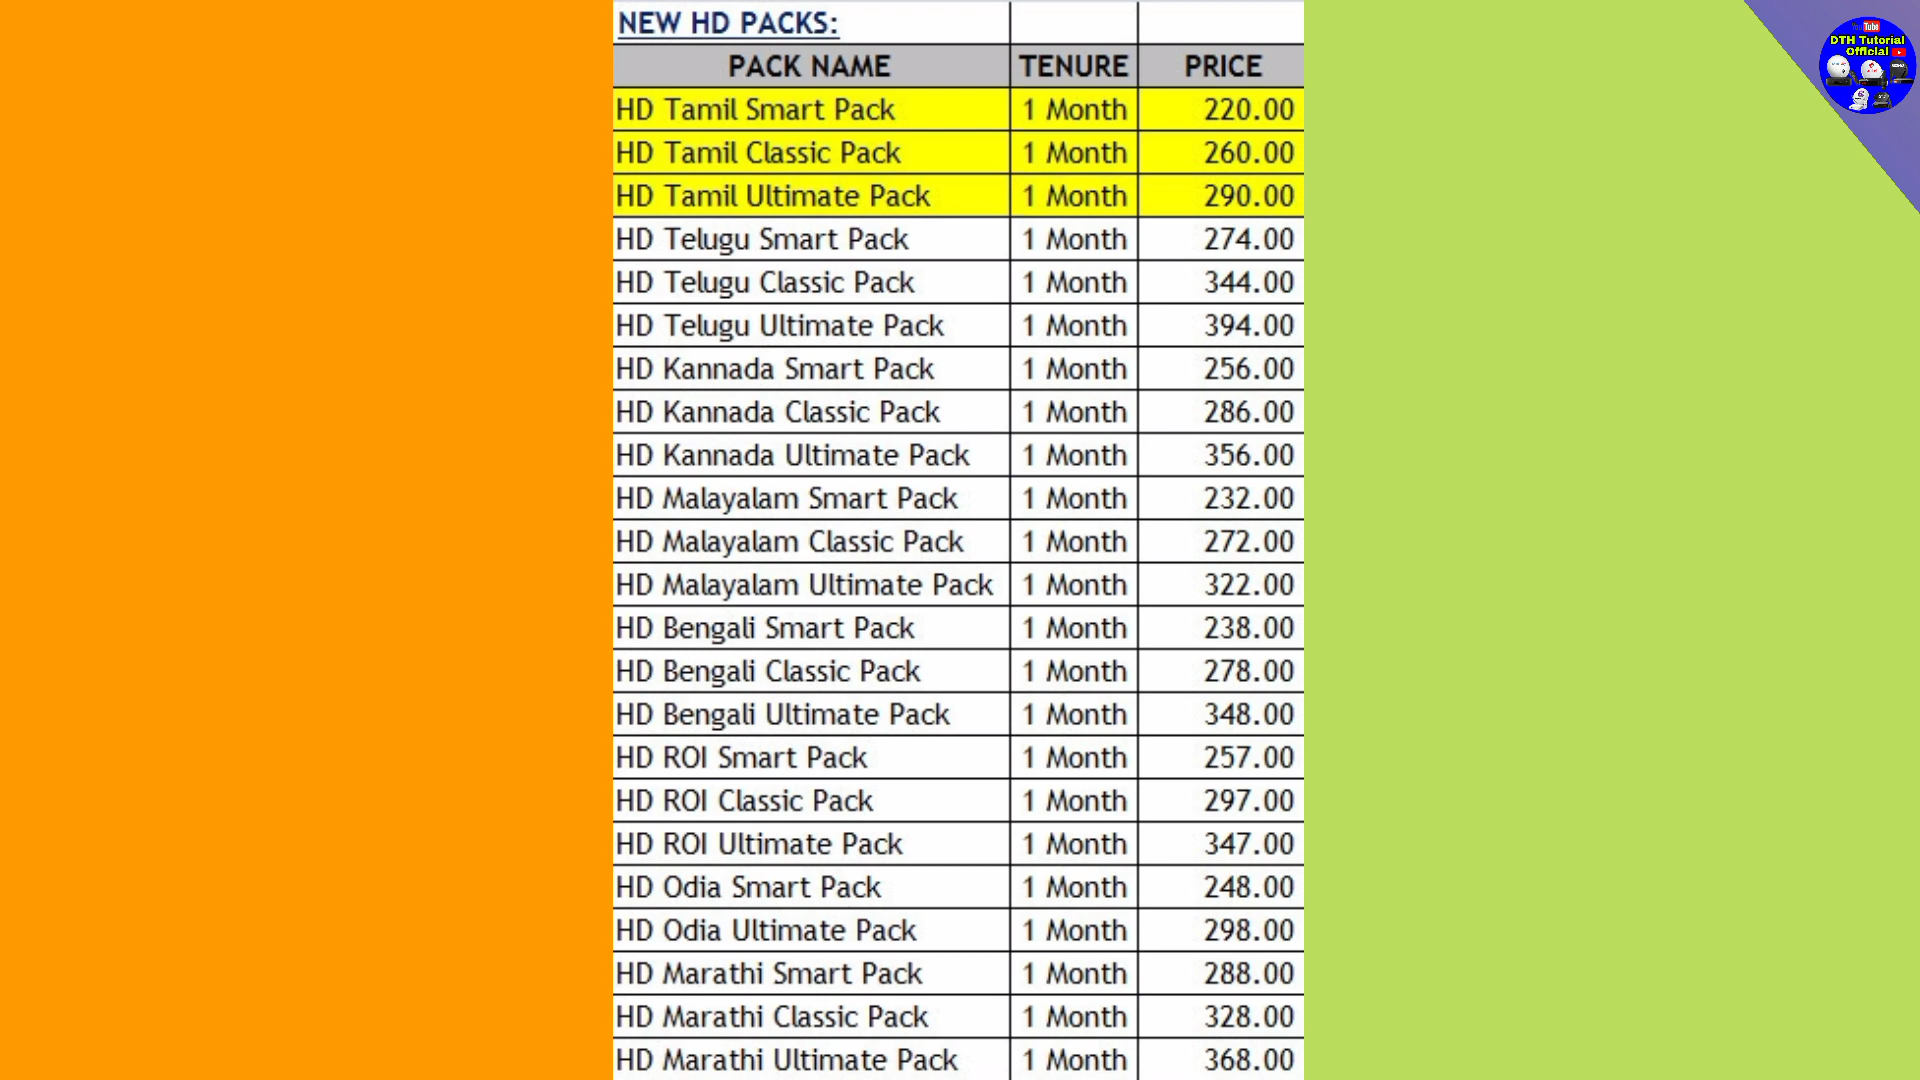 NEW HD PACKS:
PACK NAME TENURE PRICE
HD Tamil Smart Pack 1 Month 220.00
HD Tamil Classic Pack 1 Month 260.00
HD Tamil Ultimate Pack 1 Month 290.00
HD Telugu Smart Pack 1 Month 274.00
HD Telugu Classic Pack 1 Month 344.00
HD Telugu Ultimate Pack 1 Month 394.00
HD Kannada Smart Pack 1 Month 256.00
HD Kannada Classic Pack 1 Month 286.00
HD Kannada Ultimate Pack 1 Month 356.00
HD Malayalam Smart Pack 1 Month 232.00
HD Malayalam Classic Pack 1 Month 272.00
HD Malayalam Ultimate Pack 1 Month 322.00
HD Bengali Smart Pack 1 Month 238.00
HD Bengali Classic Pack 1 Month 278.00
HD Bengali Ultimate Pack 1 Month 348.00
HD ROI Smart Pack 1 Month 257.00
HD ROI Classic Pack 1 Month 297.00
HD ROI Ultimate Pack 1 Month 347.00
HD Odia Smart Pack 1 Month 248.00
HD Odia Ultimate Pack 1 Month 298.00
HD Marathi Smart Pack 1 Month 288.00
HD Marathi Classic Pack 1 Month 328.00
HD Marathi Ultimate Pack 1 Month 368.00
You Tube
DTH Tutorial
Official